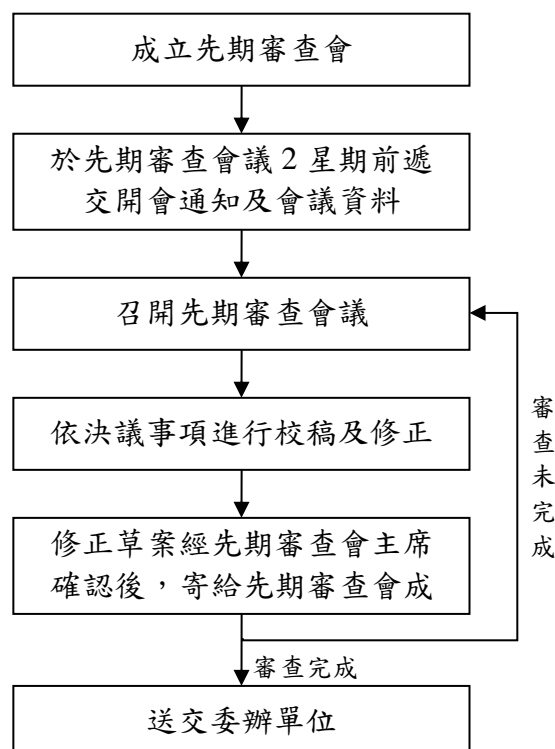 成立先期審查會
於先期審查會議 2 星期前遞
交開會通知及會議資料
召開先期審查會議
依決議事項進行校稿及修正
修正草案經先期審查會主席
確認後，寄給先期審查會成
審查未完成
審查完成
送交委辦單位